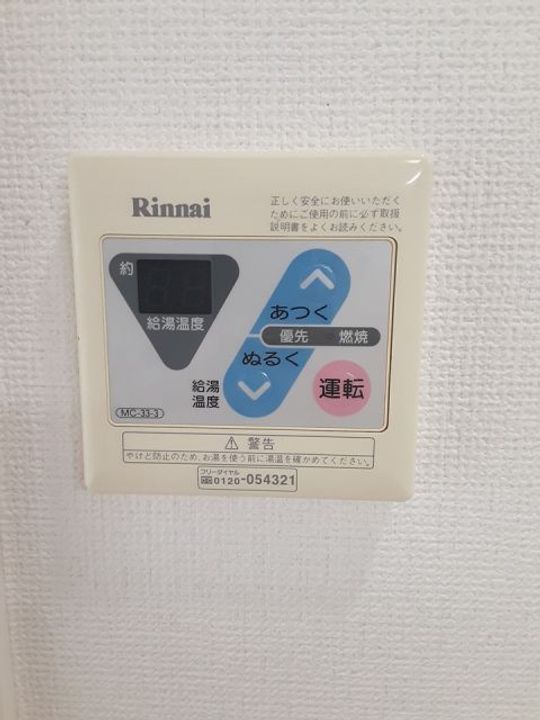 Rinnai
正しく安全にお使いいただく
ためにご使用の前に必ず取扱
説明書をよくお読みください。
約
給湯温度
あつく
優先 燃焼
ぬるく
給湯
温度
運転
MC-33-3
⚠ 警告
やけど防止のため、お湯を使う前に湯温を確かめてください。
フリーダイヤル
0120-054321